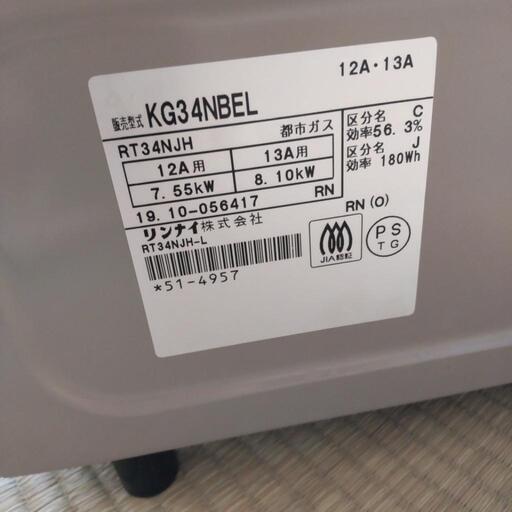 12A・13A
販売型式 KG34NBEL
RT34NJH 都市ガス
12A用 13A用
7.55kW 8.10kW
区分名 C
効率56.3%
区分名 J
効率 180Wh
19.10-056417 RN
リンナイ株式会社
RN(O)
RT34NJH-L
JIA認証
PS
TG
*51-4957